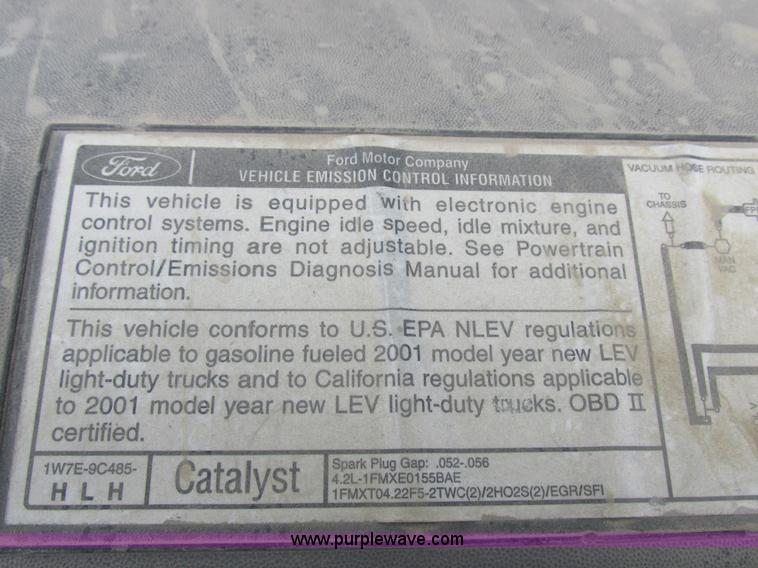 Ford
Ford Motor Company
VEHICLE EMISSION CONTROL INFORMATION
This vehicle is equipped with electronic engine
control systems. Engine idle speed, idle mixture, and
ignition timing are not adjustable. See Powertrain
Control/Emissions Diagnosis Manual for additional
information.
This vehicle conforms to U.S. EPA NLEV regulations
applicable to gasoline fueled 2001 model year new LEV
light-duty trucks and to California regulations applicable
to 2001 model year new LEV light-duty trucks. OBD II
certified.
1W7E-9C485-
H L H
Catalyst
Spark Plug Gap: .052-.056
4.2L-1FMXE0155BAE
1FMXT04.22F5-2TWC(2)/2HO2S(2)/EGR/SFI
VACUUM HOSE ROUTING
TO
CHASSIS
MAN
VAC
www.purplewave.com